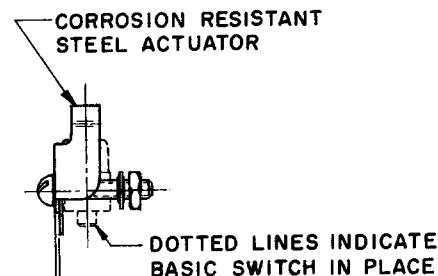 CORROSION RESISTANT
STEEL ACTUATOR
DOTTED LINES INDICATE
BASIC SWITCH IN PLACE